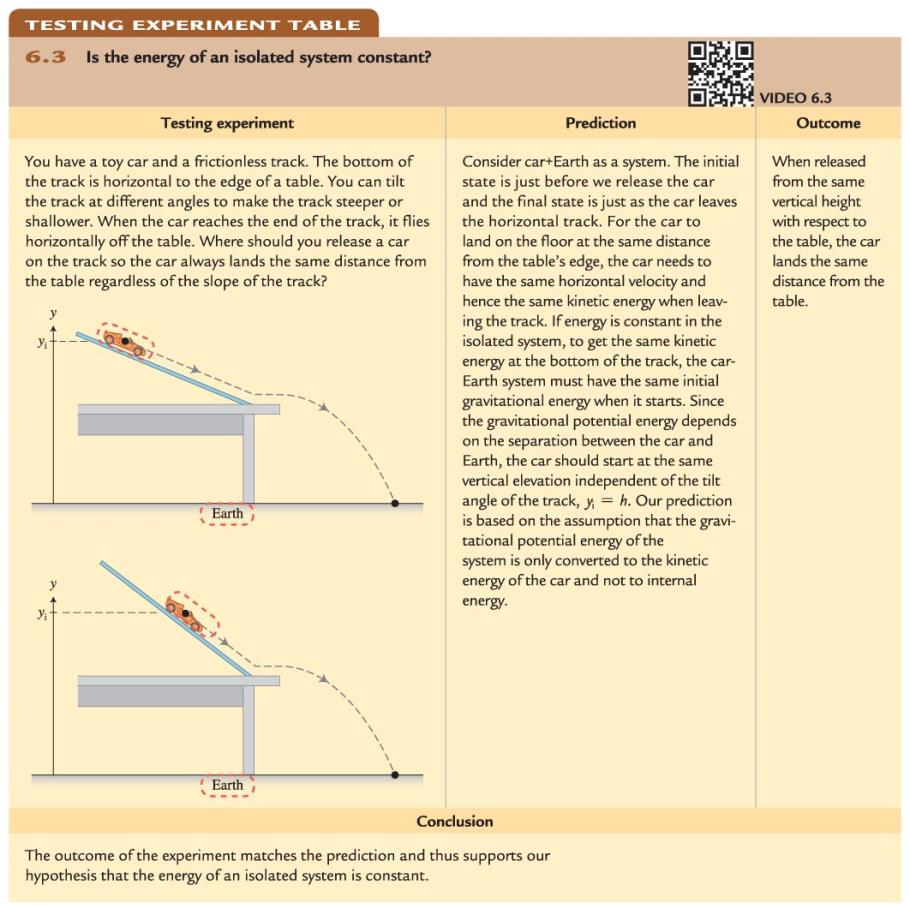 TESTING EXPERIMENT TABLE
6.3 Is the energy of an isolated system constant?
VIDEO 6.3
Testing experiment
Prediction
Outcome
You have a toy car and a frictionless track. The bottom of
the track is horizontal to the edge of a table. You can tilt
the track at different angles to make the track steeper or
shallower. When the car reaches the end of the track, it flies
horizontally off the table. Where should you release a car
on the track so the car always lands the same distance from
the table regardless of the slope of the track?
y
yi
Earth
y
yi
Earth
Consider car+Earth as a system. The initial
state is just before we release the car
and the final state is just as the car leaves
the horizontal track. For the car to
land on the floor at the same distance
from the table's edge, the car needs to
have the same horizontal velocity and
hence the same kinetic energy when leav-
ing the track. If energy is constant in the
isolated system, to get the same kinetic
energy at the bottom of the track, the car-
Earth system must have the same initial
gravitational energy when it starts. Since
the gravitational potential energy depends
on the separation between the car and
Earth, the car should start at the same
vertical elevation independent of the tilt
angle of the track, yi = h. Our prediction
is based on the assumption that the gravi-
tational potential energy of the
system is only converted to the kinetic
energy of the car and not to internal
energy.
When released
from the same
vertical height
with respect to
the table, the car
lands the same
distance from the
table.
Conclusion
The outcome of the experiment matches the prediction and thus supports our
hypothesis that the energy of an isolated system is constant.